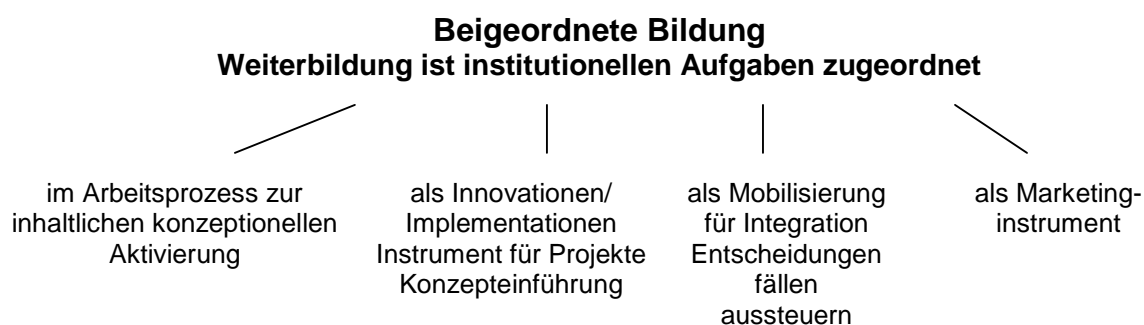 Beigeordnete Bildung
Weiterbildung ist institutionellen Aufgaben zugeordnet
im Arbeitsprozess zur
inhaltlichen konzeptionellen
Aktivierung
als Innovationen/
Implementationen
Instrument für Projekte
Konzepteinführung
als Mobilisierung
für Integration
Entscheidungen
fällen
aussteuern
als Marketing-
instrument